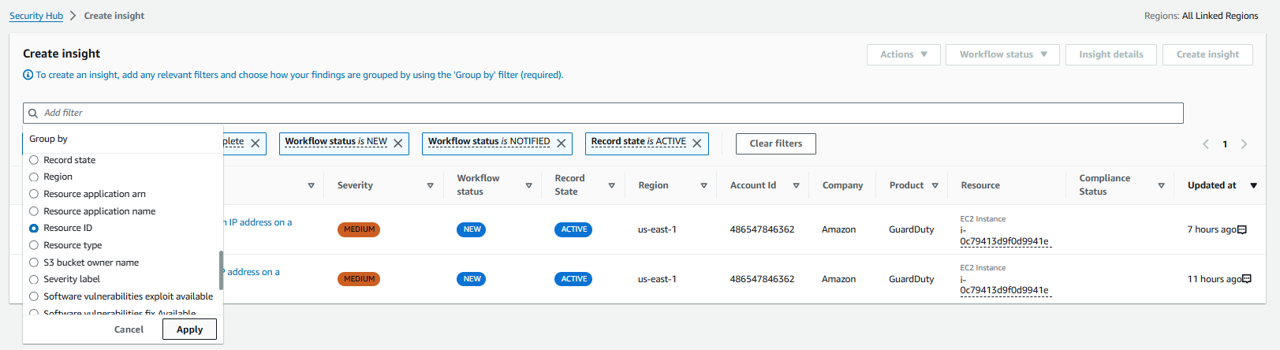 Security Hub > Create insight
Regions: All Linked Regions
Create insight
Actions
Workflow status
Insight details
Create insight
To create an insight, add any relevant filters and choose how your findings are grouped by using the 'Group by' filter (required).
Add filter
plete
Workflow status is NEW
Workflow status is NOTIFIED
Record state is ACTIVE
Clear filters
1
Group by
Record state
Region
Resource application arn
Resource application name
Resource ID
Resource type
S3 bucket owner name
Severity label
Software vulnerabilities exploit available
Software vulnerabilities fix Available
Cancel
Apply
Severity
Workflow
status
Record
State
Region
Account Id
Company
Product
Resource
Compliance
Status
Updated at
IP address on a
MEDIUM
NEW
ACTIVE
us-east-1
486547846362
Amazon
GuardDuty
EC2 Instance
i-
0c79413d9f0d9941e
7 hours ago
address on a
MEDIUM
NEW
ACTIVE
us-east-1
486547846362
Amazon
GuardDuty
EC2 Instance
i-
0c79413d9f0d9941e
11 hours ago